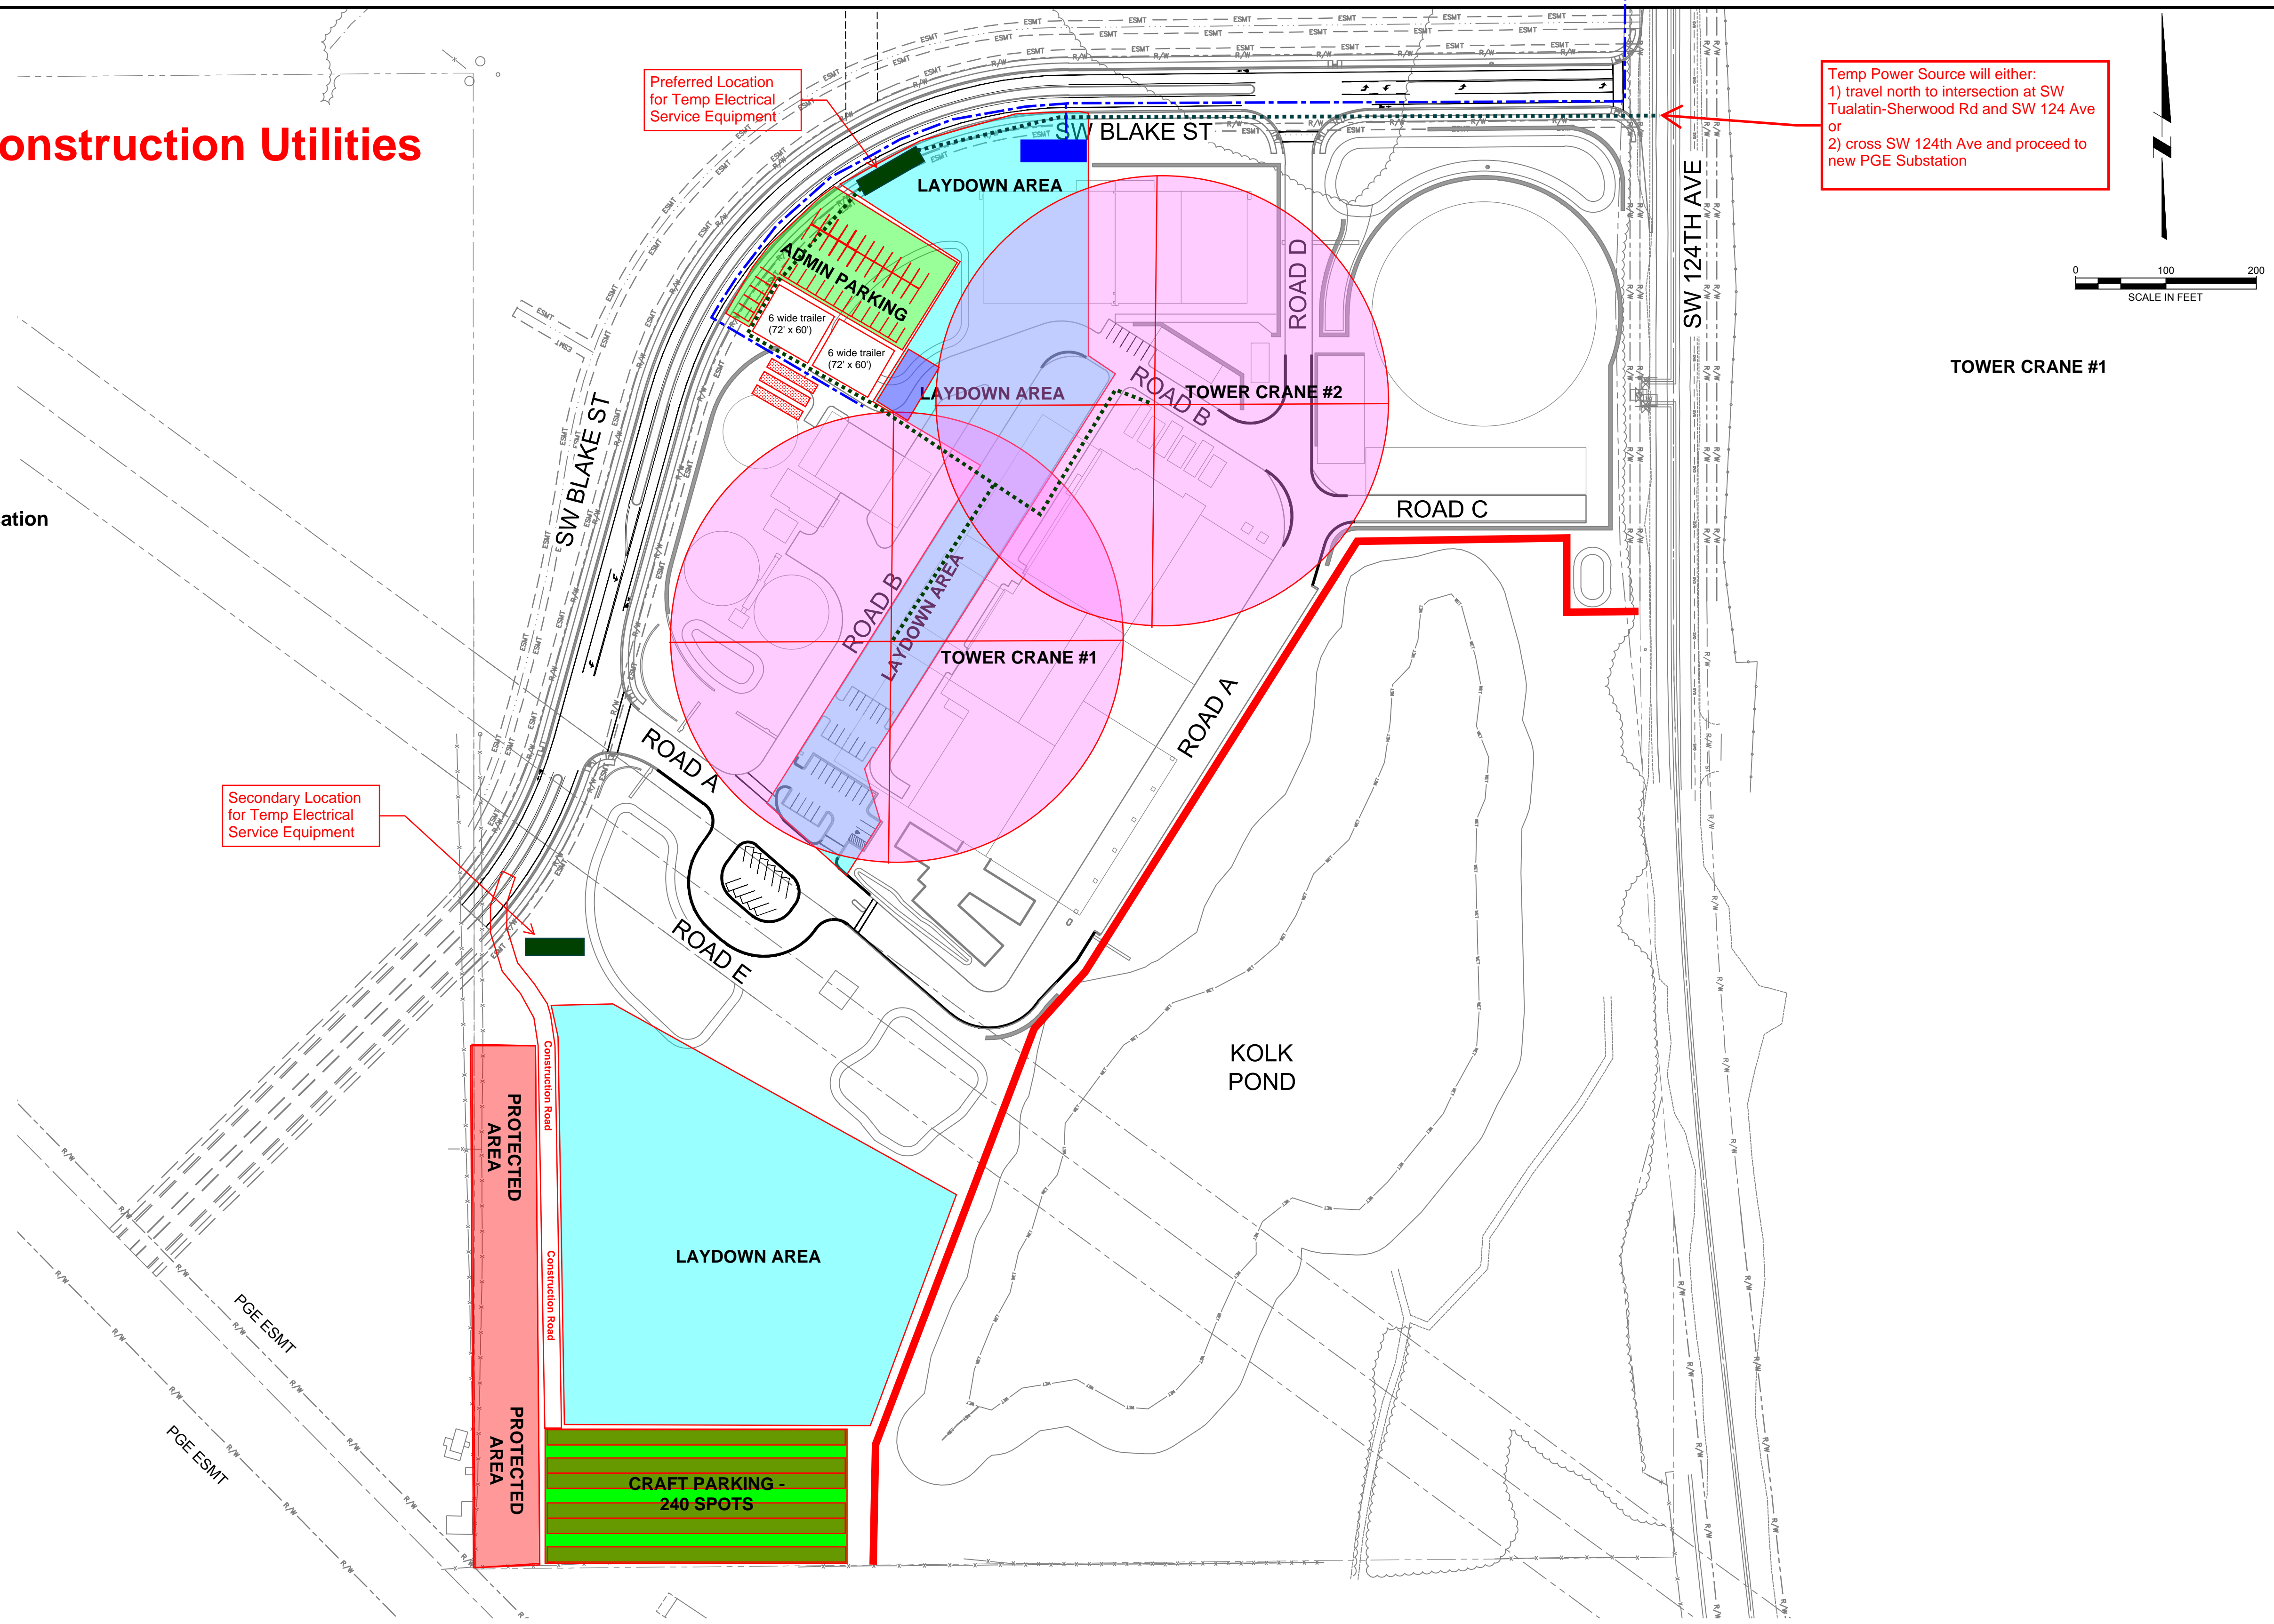 onstruction Utilities
Preferred Location
for Temp Electrical
Service Equipment
Temp Power Source will either:
1) travel north to intersection at SW
Tualatin-Sherwood Rd and SW 124 Ave
or
2) cross SW 124th Ave and proceed to
new PGE Substation
SW BLAKE ST
LAYDOWN AREA
SW 124TH AVE
0 100 200
SCALE IN FEET
ADMIN PARKING
ROAD D
6 wide trailer
(72' x 60')
6 wide trailer
(72' x 60')
TOWER CRANE #1
LAYDOWN AREA
ROAD B
TOWER CRANE #2
SW BLAKE ST
ation
ROAD C
ROAD B
LAYDOWN AREA
TOWER CRANE #1
ROAD A
ROAD A
Secondary Location
for Temp Electrical
Service Equipment
ROAD E
KOLK
POND
Construction Road
PROTECTED
AREA
LAYDOWN AREA
Construction Road
PGE ESMT
PGE ESMT
PROTECTED
AREA
CRAFT PARKING -
240 SPOTS
ESMT
R/W